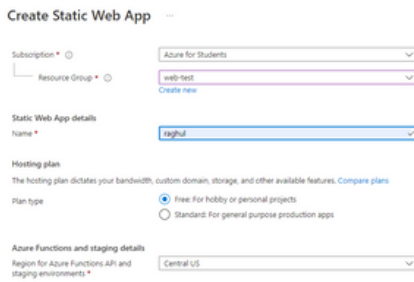 Create Static Web App ...
Subscription * Azure for Students
Resource Group * web-test
Create new
Static Web App details
Name * raghul
Hosting plan
The hosting plan dictates your bandwidth, custom domain, storage, and other available features. Compare plans
Plan type Free: For hobby or personal projects
Standard: For general purpose production apps
Azure Functions and staging details
Region for Azure Functions API and Central US
staging environments *